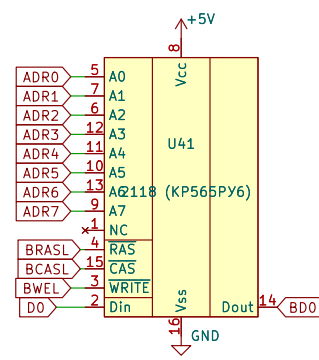 +5V
8
Vcc
ADR0 5 A0
ADR1 7 A1
U41
ADR2 6 A2
ADR3 12 A3
ADR4 11 A4
ADR5 10 A5
ADR6 13 A6 2118 (КР565РУ6)
ADR7 9 A7
1 NC
BRASL 4 RAS
BCASL 15 CAS
BWEL 3 WRITE
D0 2 Din Vss Dout 14 BD0
16 GND